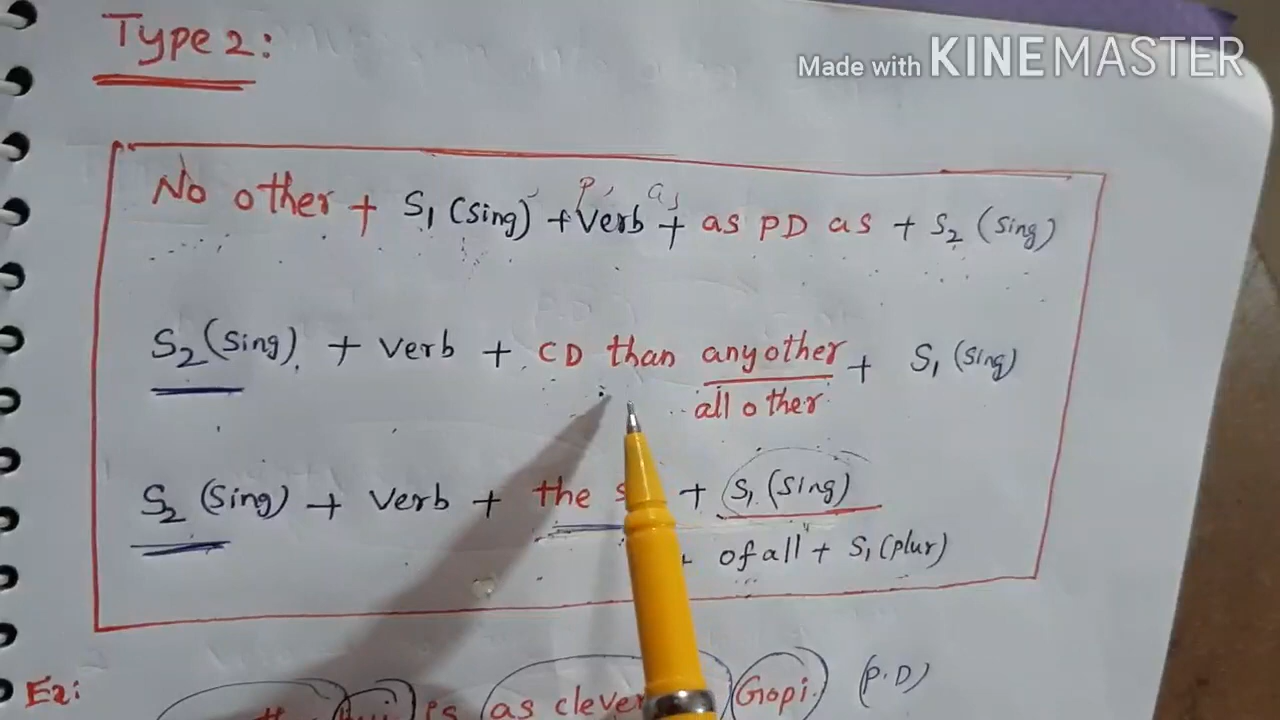 Type 2:
Made with KINEMASTER
P, as
No other + S₁ (Sing) + Verb + as PD as + S₂ (Sing)
S₂ (Sing) + Verb + CD than anyother + S₁ (Sing)
all other
S₂ (Sing) + Verb + the + S₁ (Sing)
of all + S₁ (plur)
is as clever Gopi. (P.D)